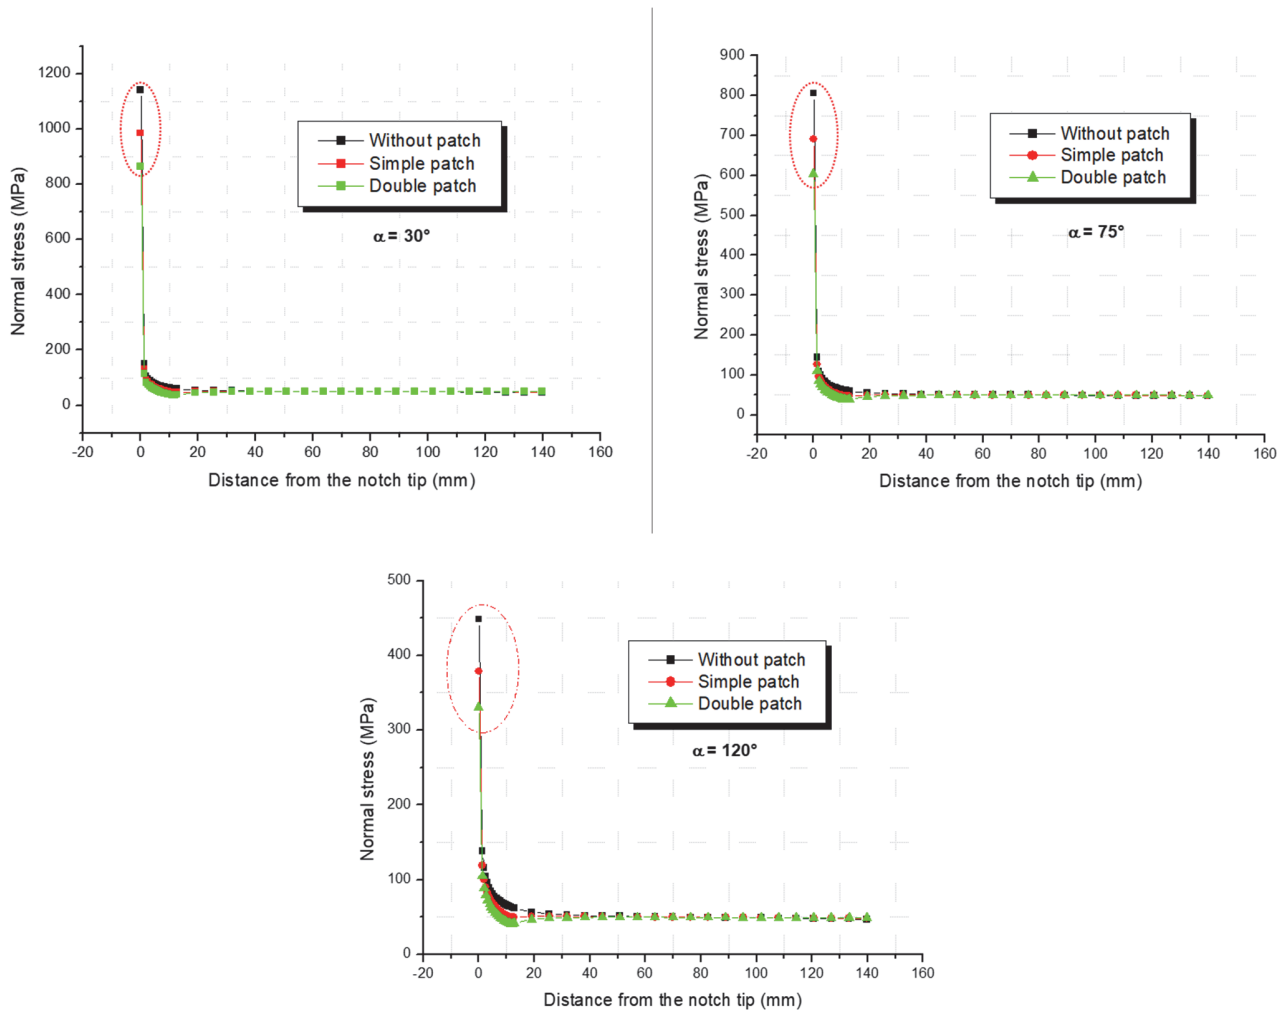 1200
1000
800
600
400
200
0
-20 0 20 40 60 80 100 120 140 160
Normal stress (MPa)
Distance from the notch tip (mm)
Without patch
Simple patch
Double patch
α = 30°
900
800
700
600
500
400
300
200
100
0
-20 0 20 40 60 80 100 120 140 160
Normal stress (MPa)
Distance from the notch tip (mm)
Without patch
Simple patch
Double patch
α = 75°
500
400
300
200
100
0
-20 0 20 40 60 80 100 120 140 160
Normal stress (MPa)
Distance from the notch tip (mm)
Without patch
Simple patch
Double patch
α = 120°